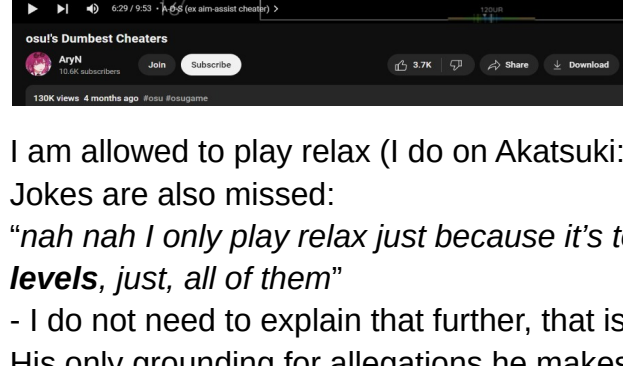 6:29 / 9:53 • A-D-S (ex aim-assist cheater) >
120UR
osu!'s Dumbest Cheaters
AryN
10.6K subscribers
Join
Subscribe
3.7K
Share
Download
130K views 4 months ago #osu #osugame
I am allowed to play relax (I do on Akatsuki:
Jokes are also missed:
“nah nah I only play relax just because it’s
levels, just, all of them”
- I do not need to explain that further, that is
His only grounding for allegations he makes